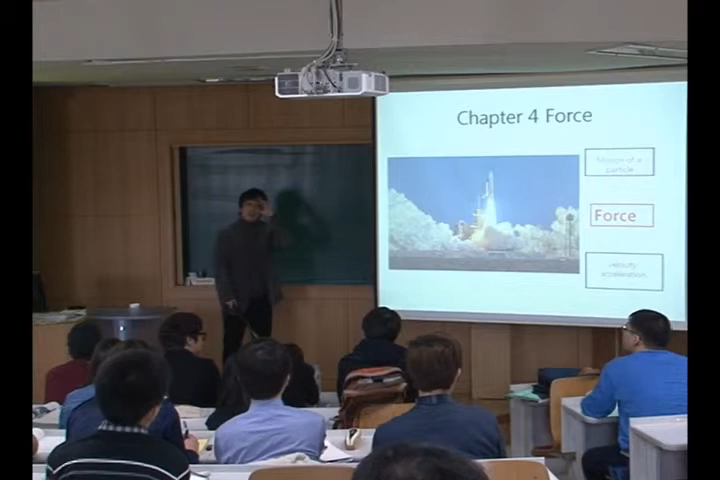 Chapter 4 Force
Motion of a
particle
Force
velocity
acceleration